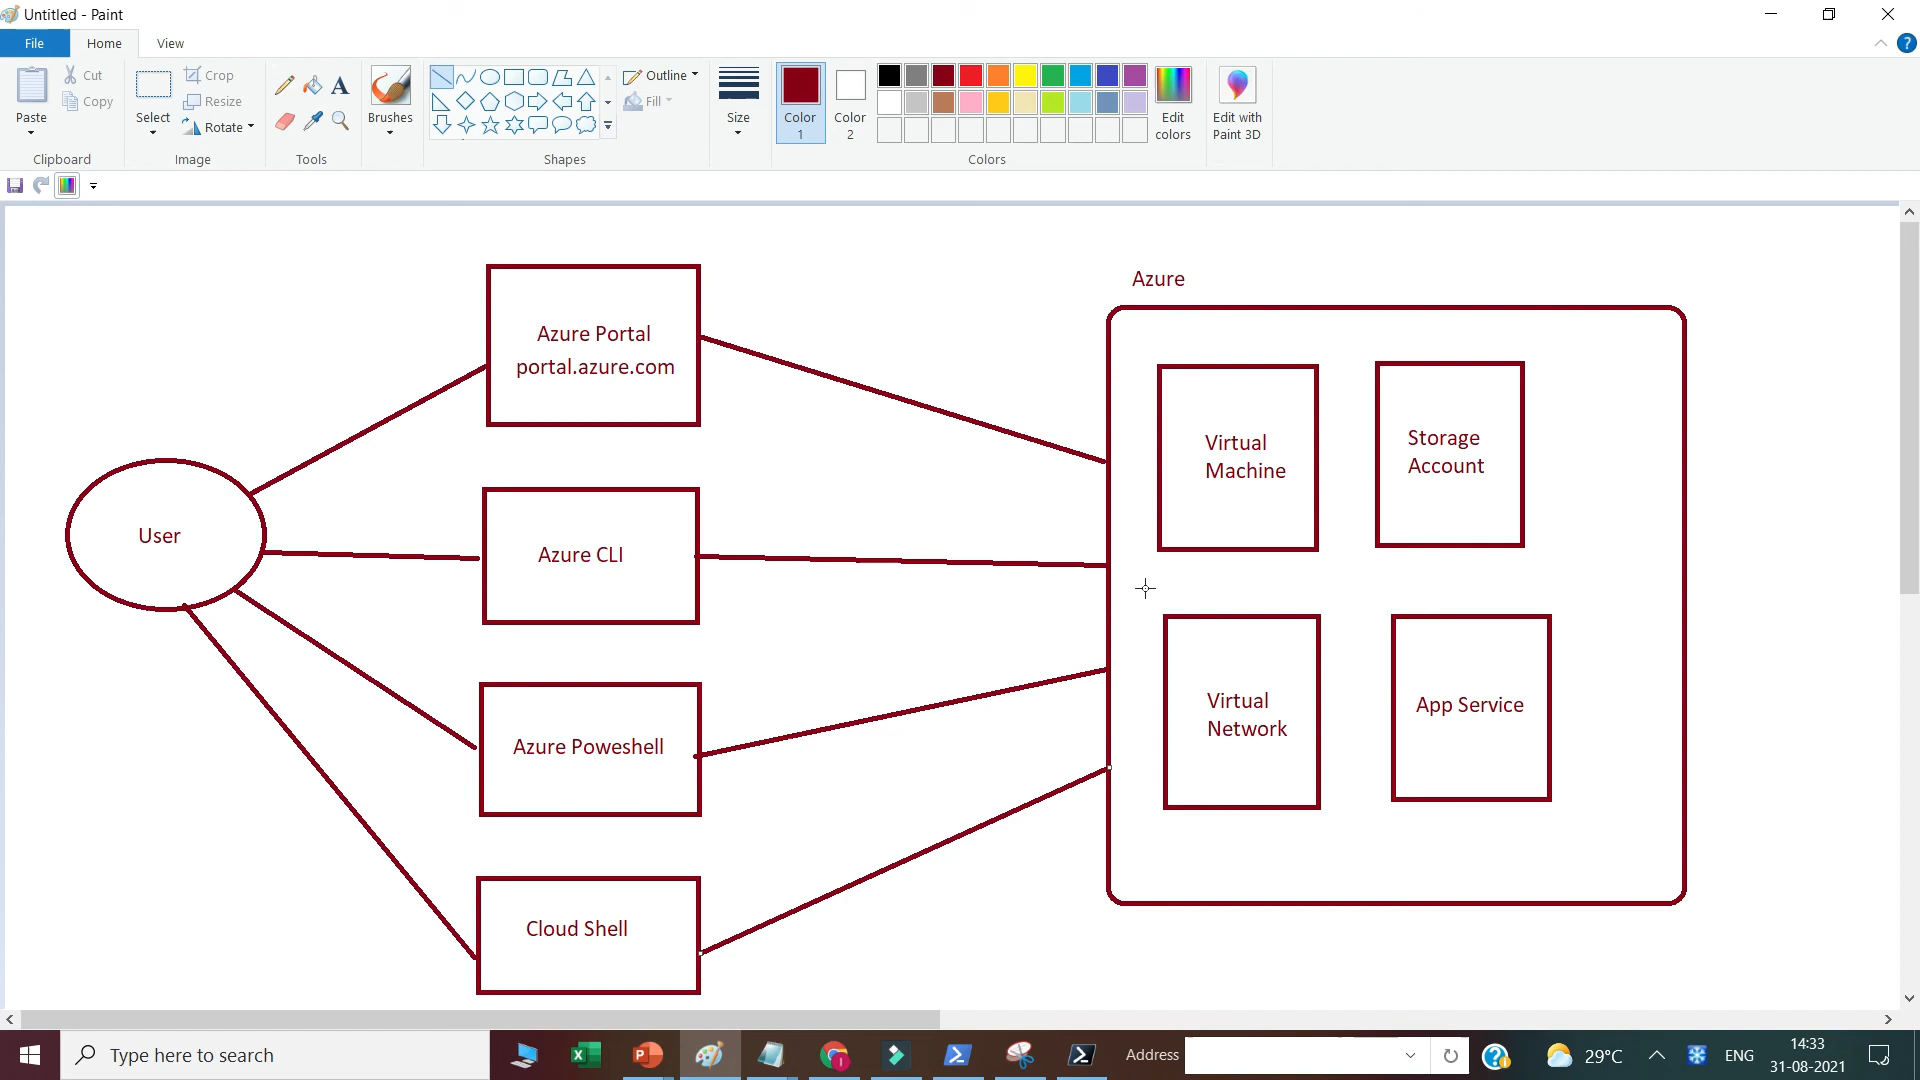 Untitled - Paint
File
Home
View
Paste
Cut
Copy
Clipboard
Select
Crop
Resize
Rotate
Image
A
Tools
Brushes
Shapes
Outline
Fill
Size
Color
1
Color
2
Colors
Edit
colors
Edit with
Paint 3D
Azure Portal
portal.azure.com
Azure
User
Azure CLI
Azure Poweshell
Cloud Shell
Virtual
Machine
Storage
Account
Virtual
Network
App Service
Type here to search
Address
29°C
ENG
14:33
31-08-2021